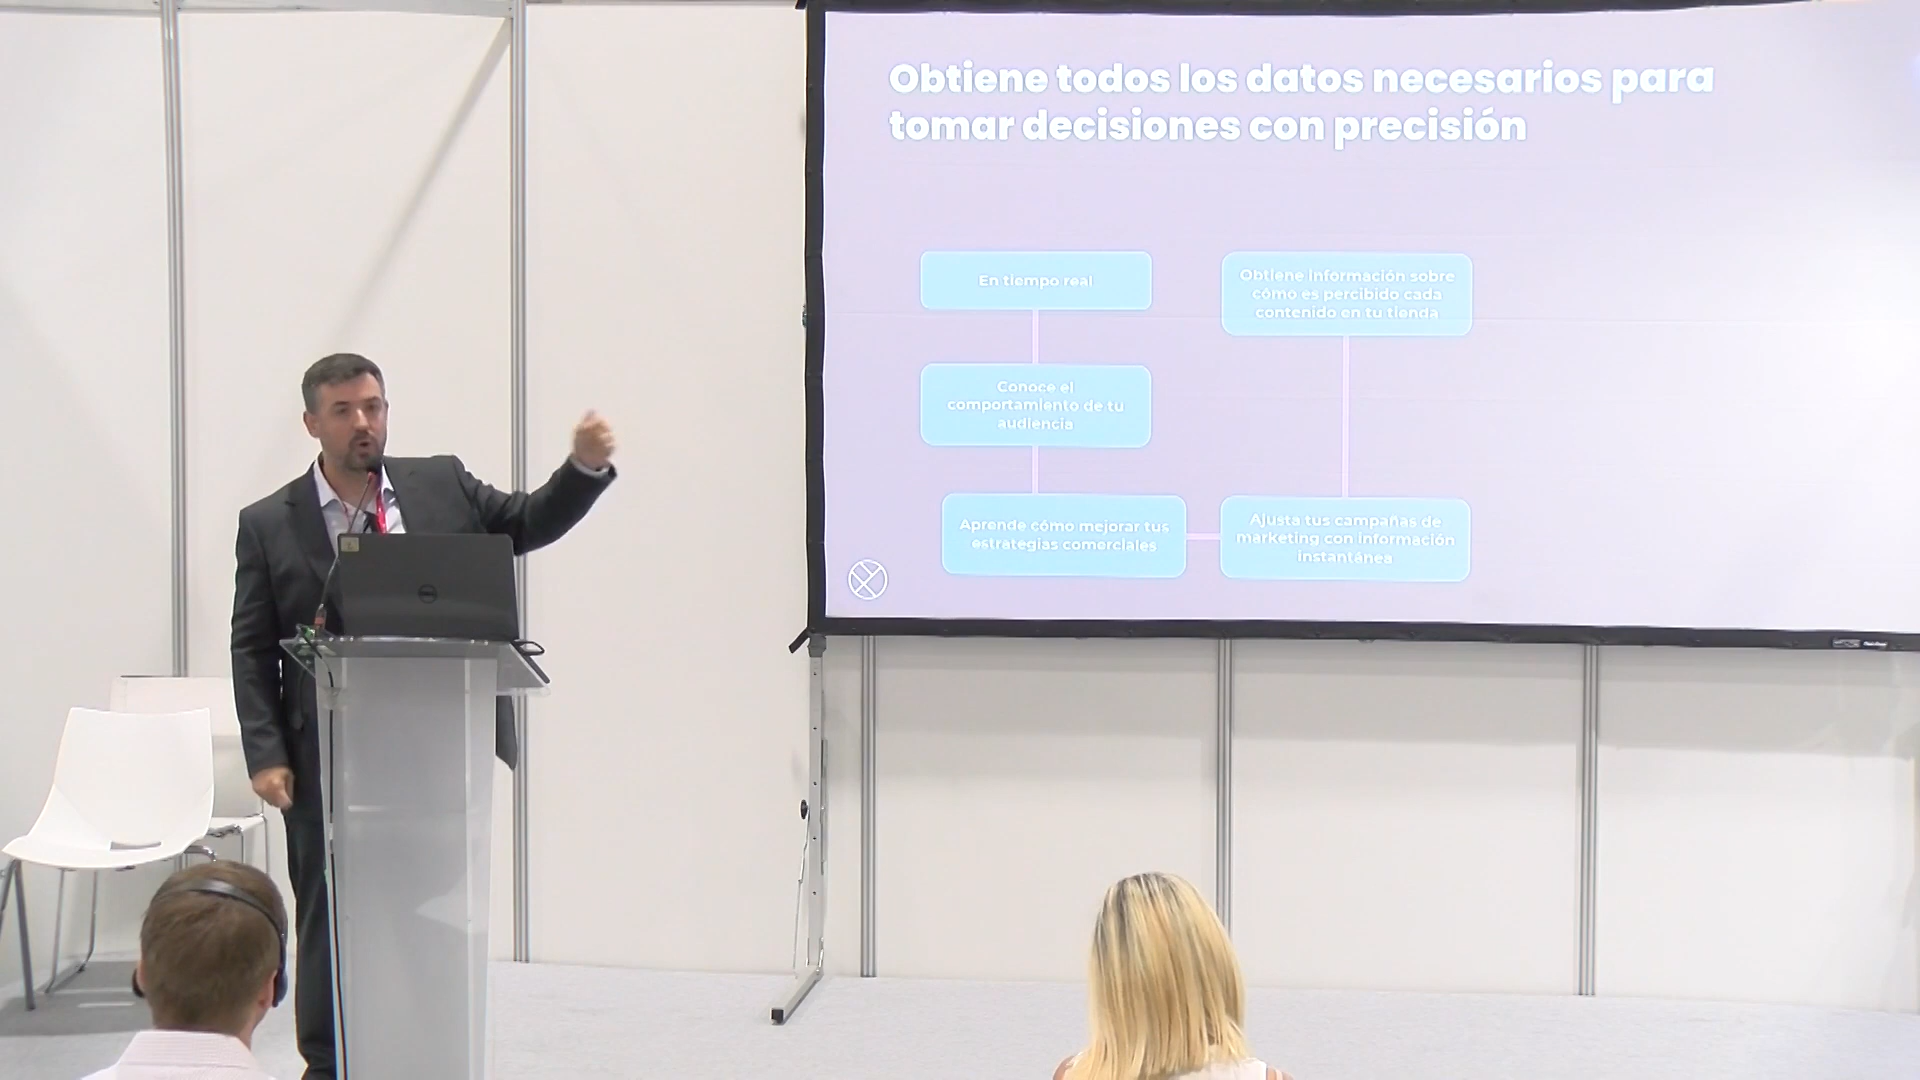 Obtiene todos los datos necesarios para
tomar decisiones con precisión
En tiempo real
Conoce el
comportamiento de tu
audiencia
Aprende cómo mejorar tus
estrategias comerciales
Obtiene información sobre
cómo es percibido cada
contenido en tu tienda
Ajusta tus campañas de
marketing con información
instantánea
DELL